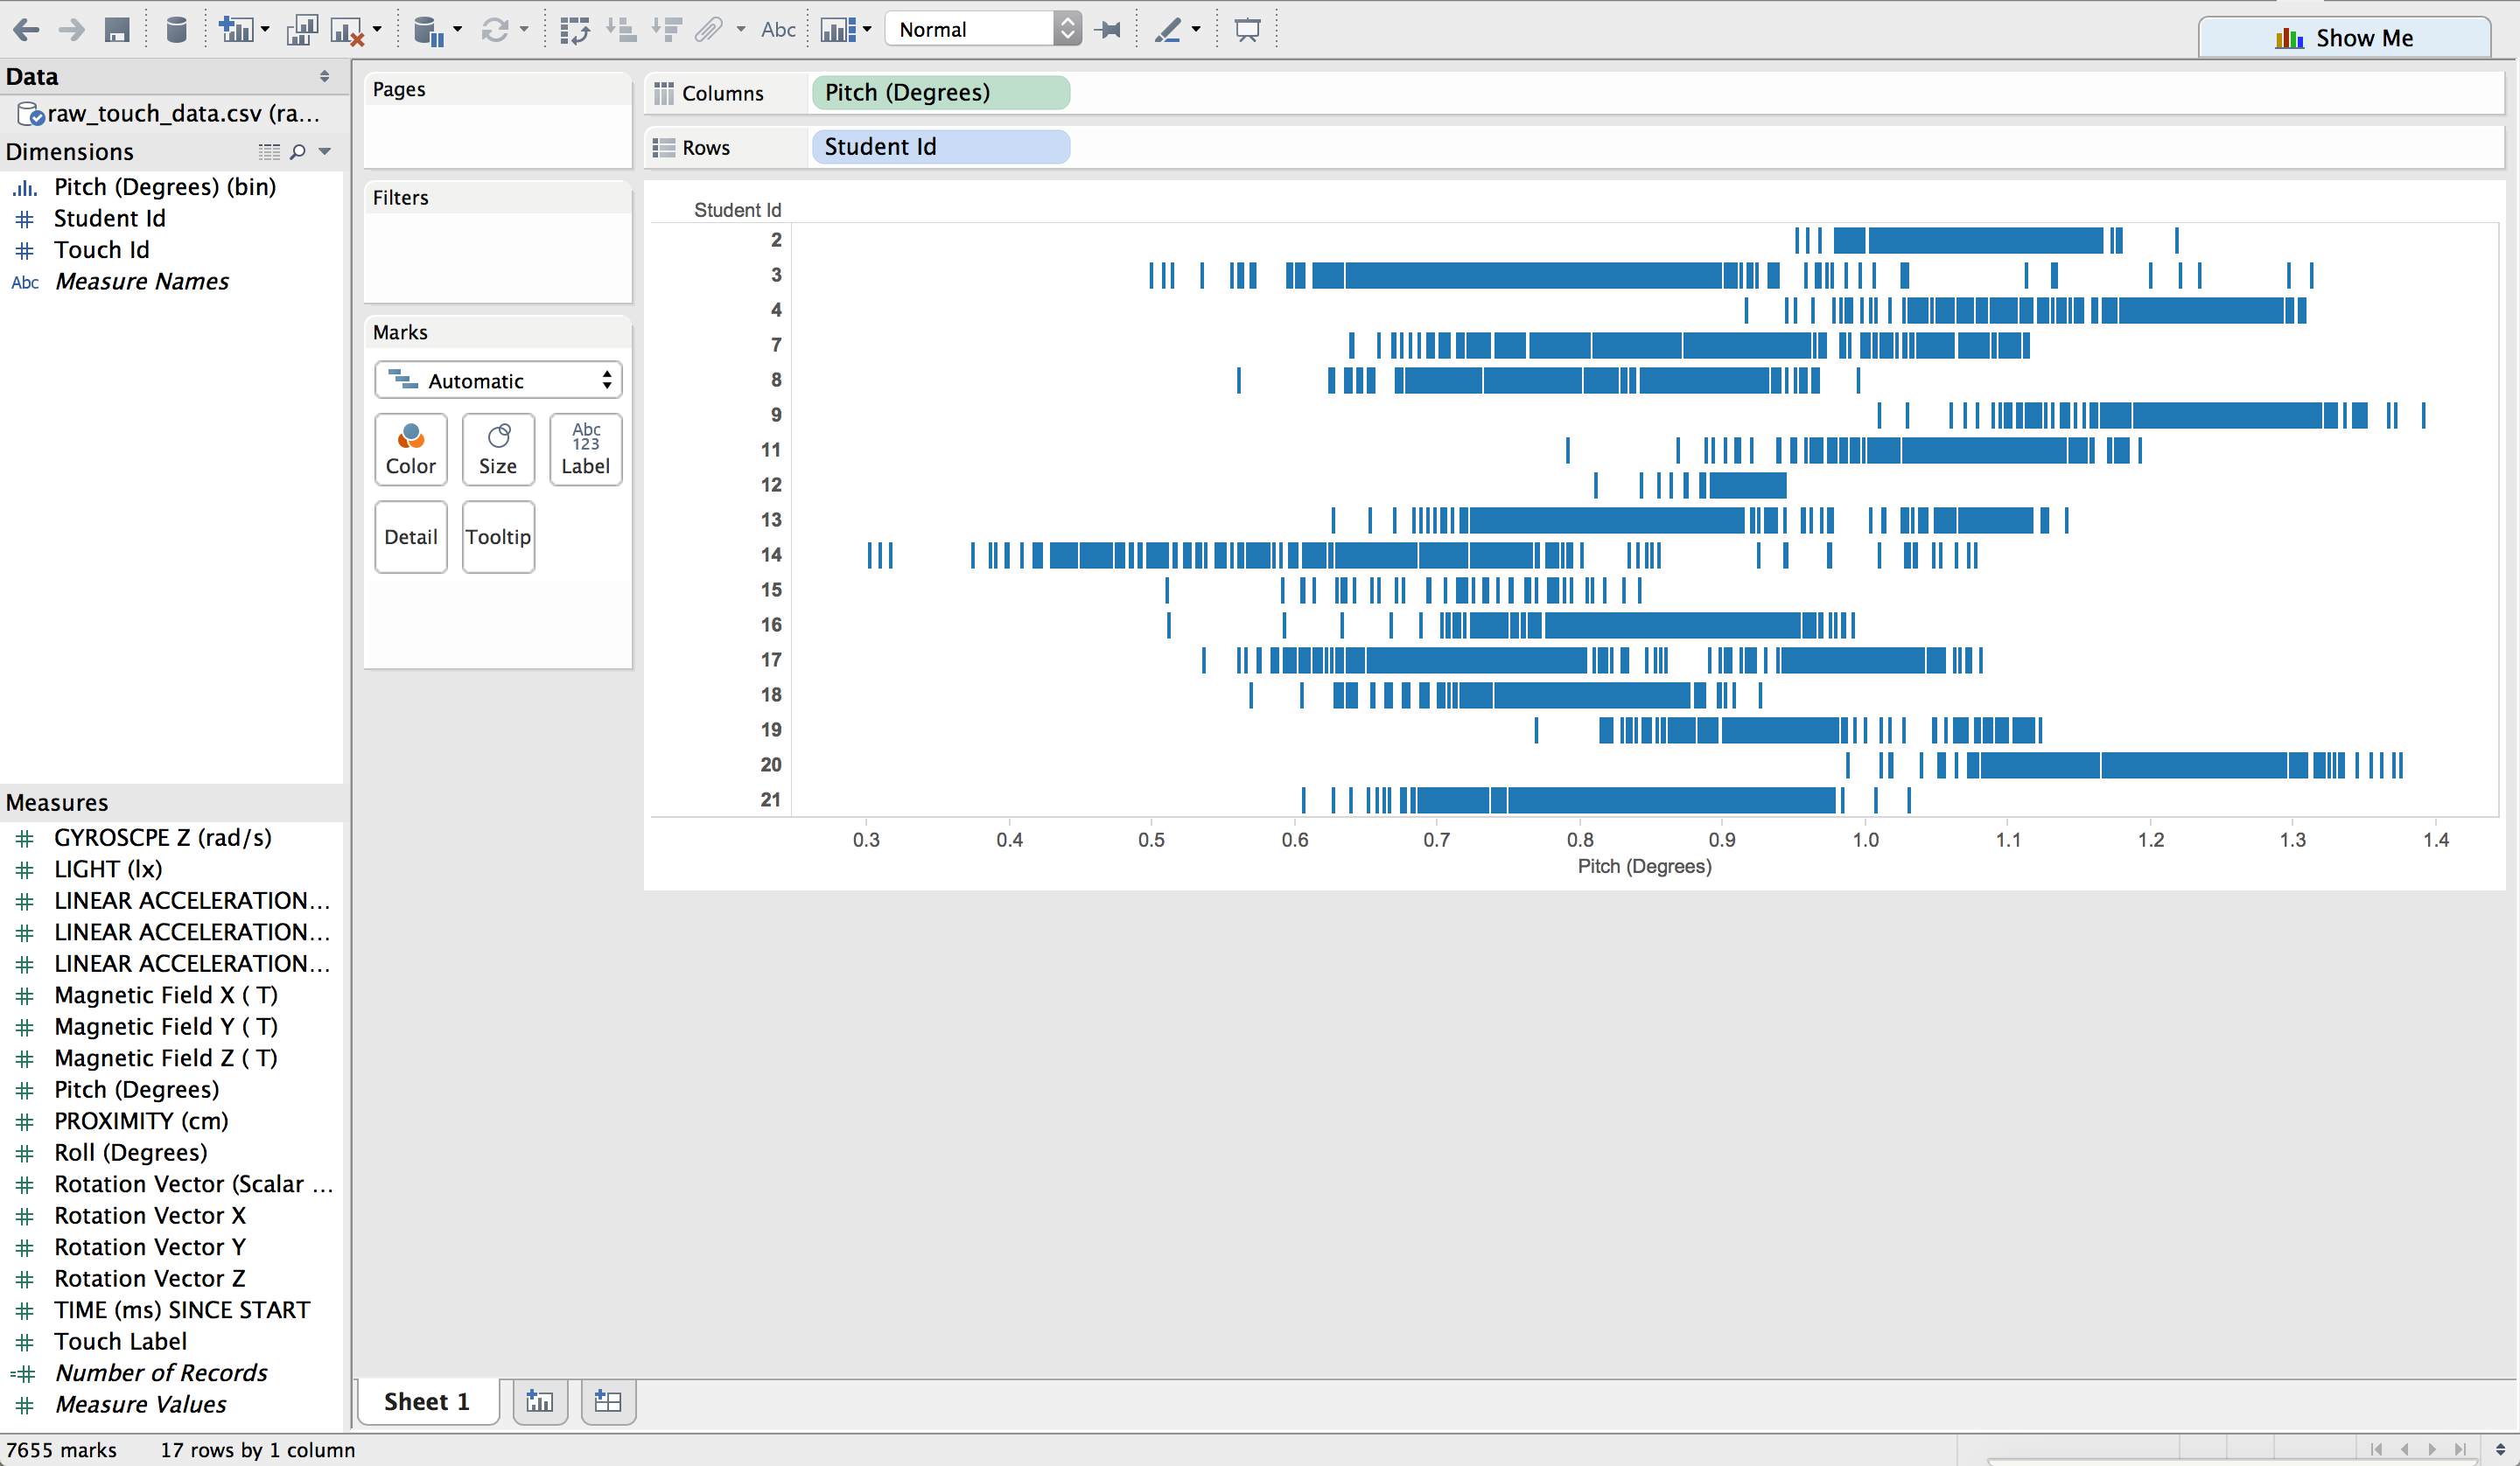 Abc
Normal
Show Me
Data
raw_touch_data.csv (ra...
Dimensions
Pitch (Degrees) (bin)
Student Id
Touch Id
Abc Measure Names
Measures
GYROSCPE Z (rad/s)
LIGHT (lx)
LINEAR ACCELERATION...
LINEAR ACCELERATION...
LINEAR ACCELERATION...
Magnetic Field X ( T)
Magnetic Field Y ( T)
Magnetic Field Z ( T)
Pitch (Degrees)
PROXIMITY (cm)
Roll (Degrees)
Rotation Vector (Scalar ...
Rotation Vector X
Rotation Vector Y
Rotation Vector Z
TIME (ms) SINCE START
Touch Label
Number of Records
Measure Values
Pages
Filters
Marks
Automatic
Color
Size
Abc
123
Label
Detail
Tooltip
Columns
Pitch (Degrees)
Rows
Student Id
Student Id
2
3
4
7
8
9
11
12
13
14
15
16
17
18
19
20
21
0.3 0.4 0.5 0.6 0.7 0.8 0.9 1.0 1.1 1.2 1.3 1.4
Pitch (Degrees)
Sheet 1
7655 marks 17 rows by 1 column